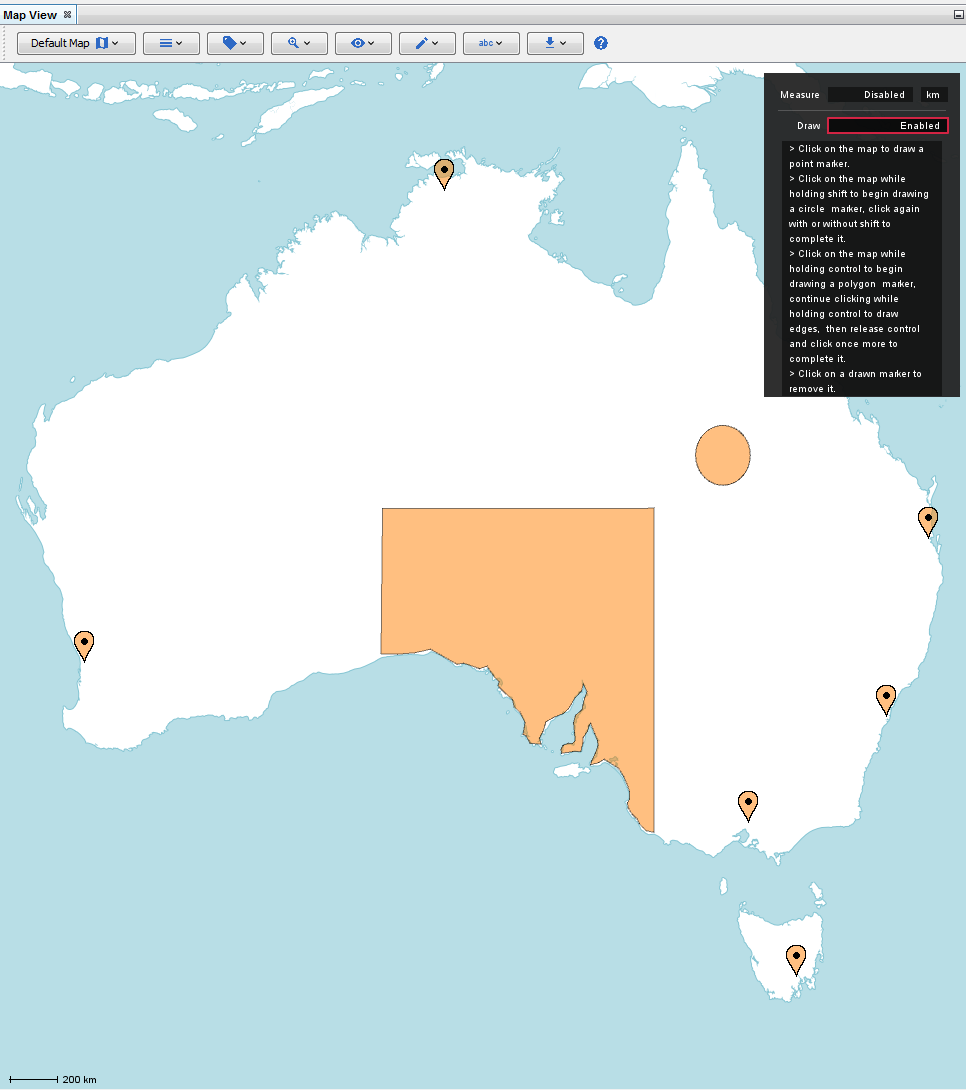 Map View
Default Map
abc
?
Measure Disabled km
Draw Enabled
> Click on the map to draw a
point marker.
> Click on the map while
holding shift to begin drawing
a circle marker, click again
with or without shift to
complete it.
> Click on the map while
holding control to begin
drawing a polygon marker,
continue clicking while
holding control to draw
edges, then release control
and click once more to
complete it.
> Click on a drawn marker to
remove it.
200 km